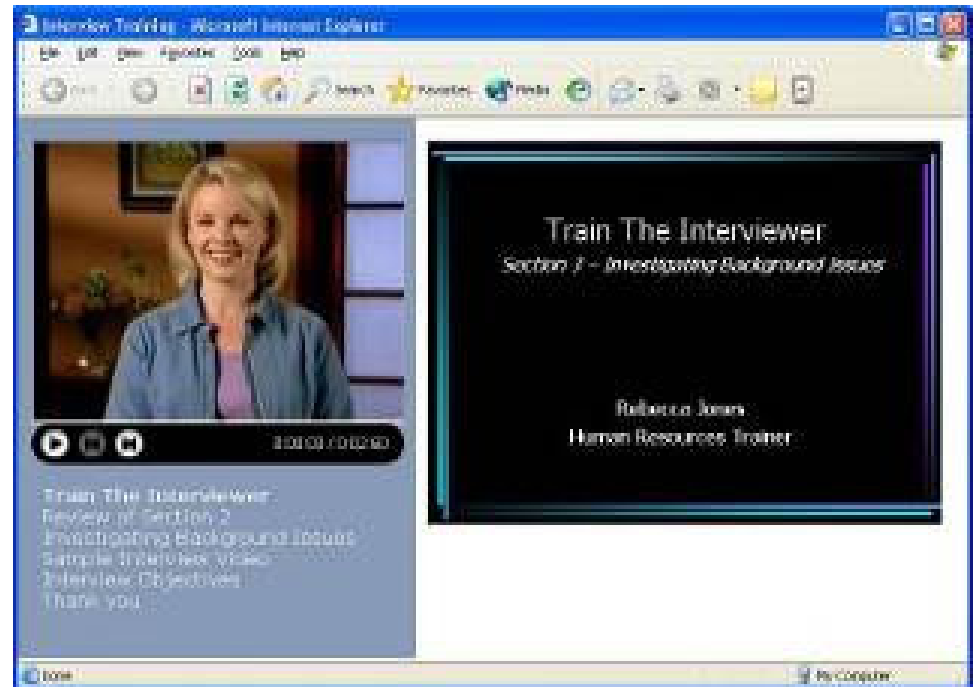 Interview Training - Microsoft Internet Explorer
File Edit View Favorites Tools Help
Search Favorites Media
Train The Interviewer
Section 3 – Investigating Background Issues
Rebecca Jones
Human Resources Trainer
Train The Interviewer
Review of Section 2
Investigating Background Issues
Sample Interview Video
Interview Objectives
Thank you
Done
My Computer